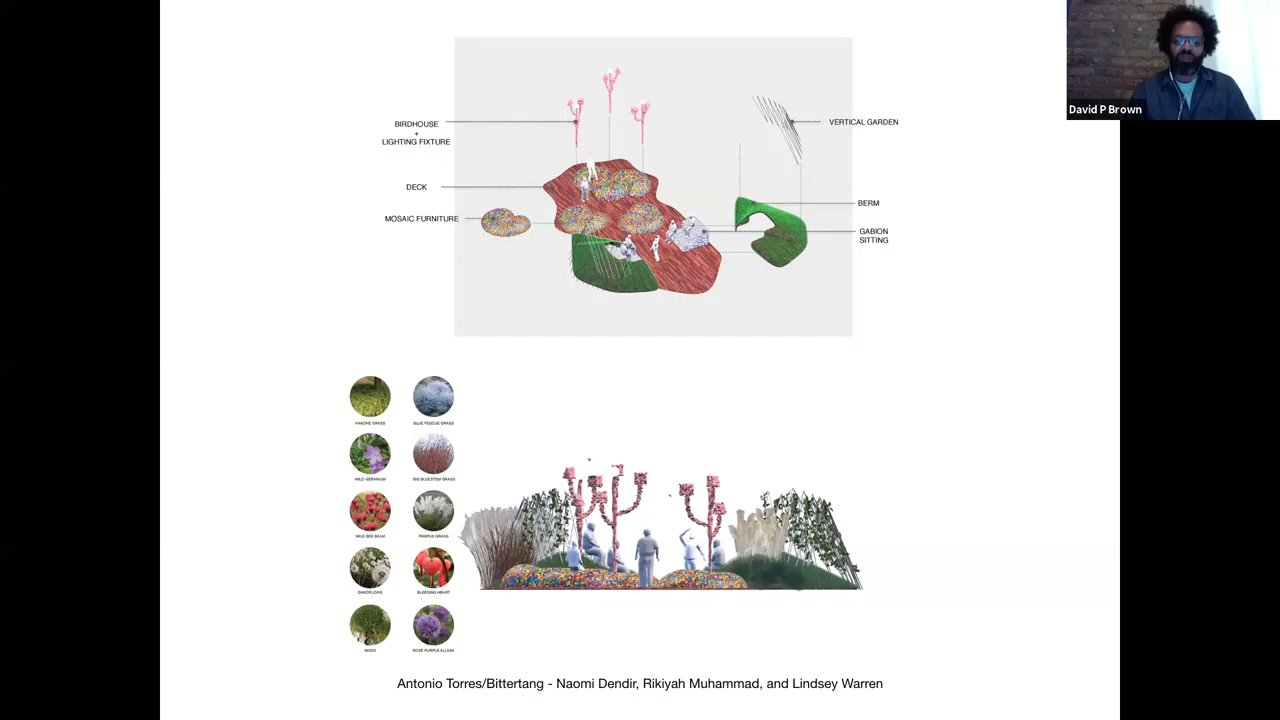 David P Brown
BIRDHOUSE
+
LIGHTING FIXTURE
VERTICAL GARDEN
DECK
MOSAIC FURNITURE
BERM
GABION
SITTING
HAKONE GRASS
BLUE FESCUE GRASS
WILD GERANIUM
BIG BLUESTEM GRASS
WILD BEE BALM
PAMPUS GRASS
DANDELIONS
BLEEDING HEART
MOSS
ROSE PURPLE ALLIUM
Antonio Torres/Bittertang - Naomi Dendir, Rikiyah Muhammad, and Lindsey Warren